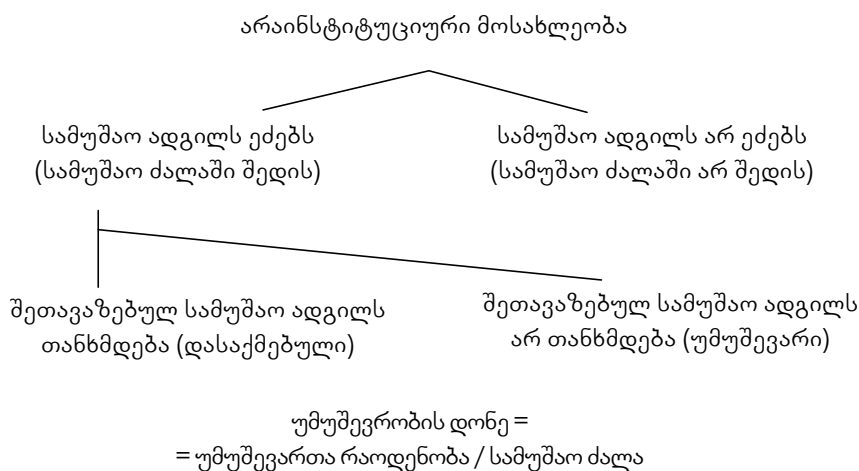 არაინსტიტუციური მოსახლეობა
სამუშაო ადგილს ეძებს
(სამუშაო ძალაში შედის)
სამუშაო ადგილს არ ეძებს
(სამუშაო ძალაში არ შედის)
შეთავაზებულ სამუშაო ადგილს
თანხმდება (დასაქმებული)
შეთავაზებულ სამუშაო ადგილს
არ თანხმდება (უმუშევარი)
უმუშევრობის დონე =
= უმუშევართა რაოდენობა / სამუშაო ძალა